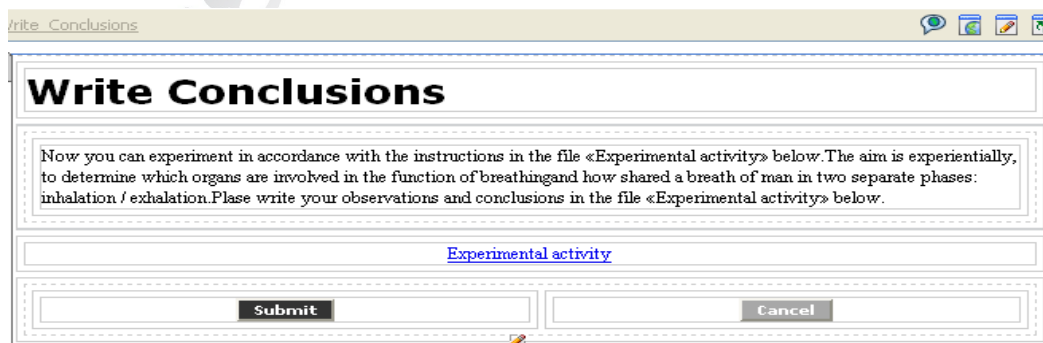 Write Conclusions
Write Conclusions
Now you can experiment in accordance with the instructions in the file «Experimental activity» below.The aim is experientially,
to determine which organs are involved in the function of breathingand how shared a breath of man in two separate phases:
inhalation / exhalation.Plase write your observations and conclusions in the file «Experimental activity» below.
Experimental activity
Submit
Cancel